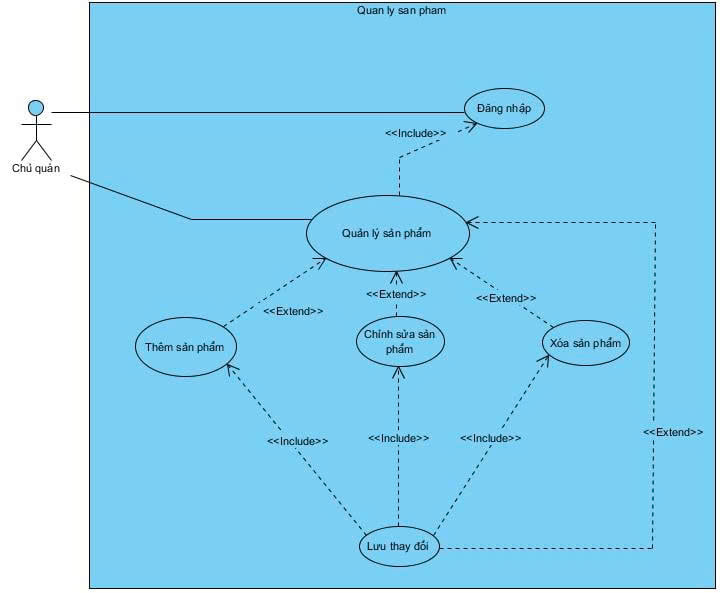 Quan ly san pham
Đăng nhập
<<Include>>
Chủ quán
Quản lý sản phẩm
<<Extend>>
<<Extend>>
<<Extend>>
Thêm sản phẩm
Chỉnh sửa sản
phẩm
Xóa sản phẩm
<<Extend>>
<<Include>>
<<Include>>
<<Include>>
Lưu thay đổi